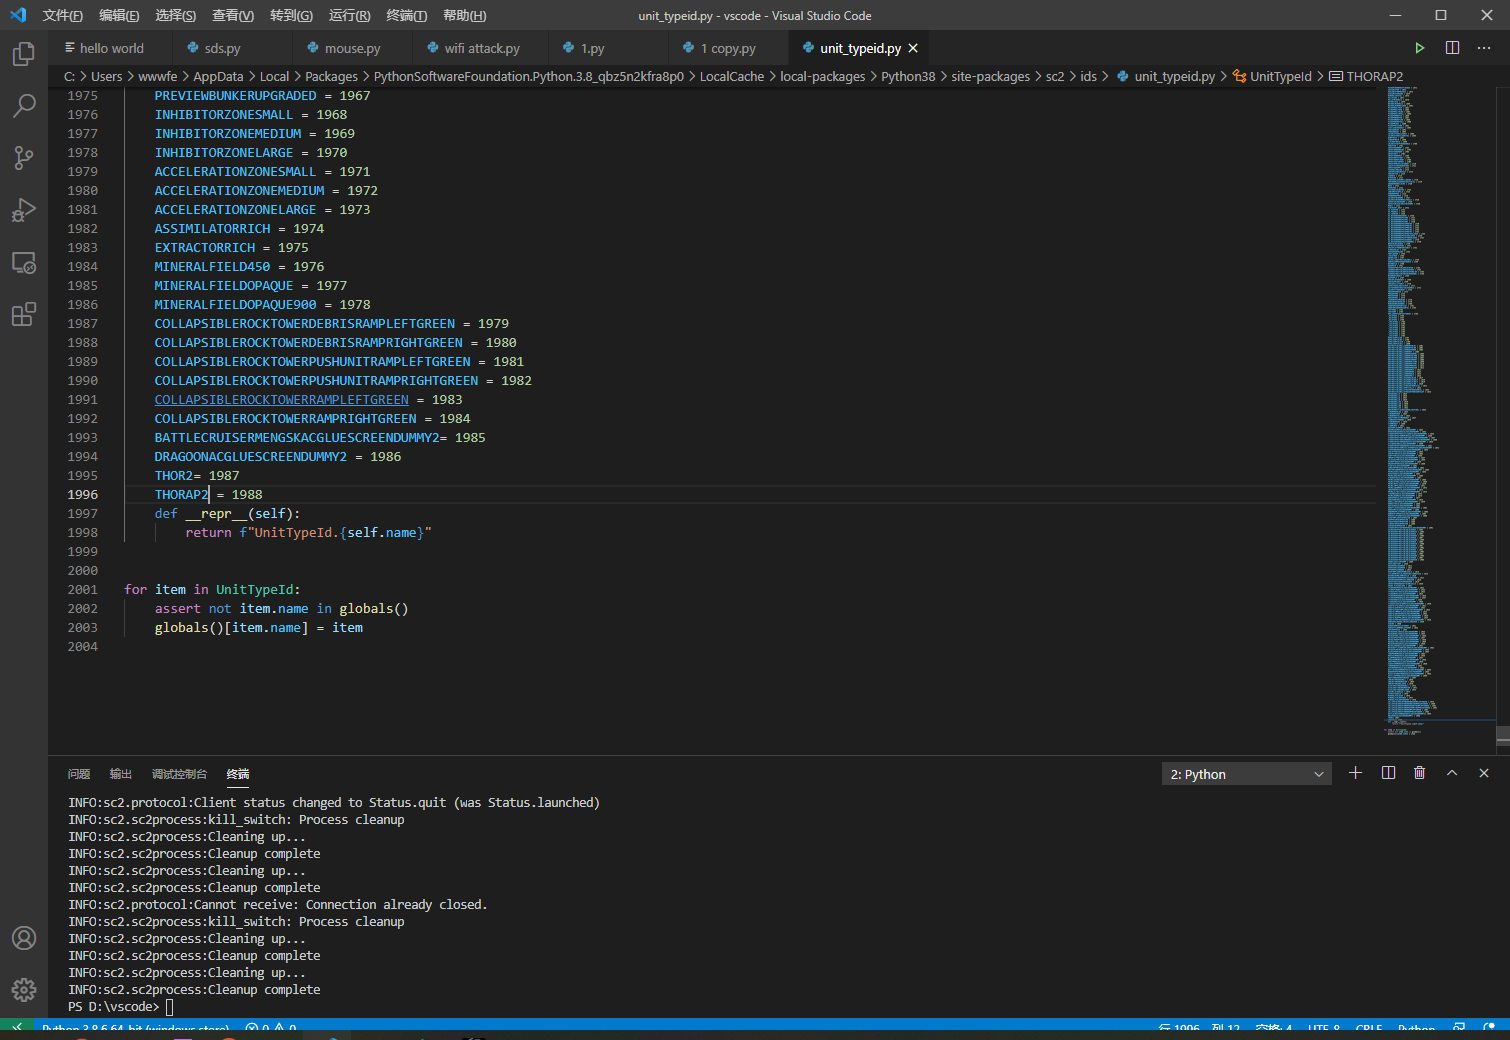 文件(F) 编辑(E) 选择(S) 查看(V) 转到(G) 运行(R) 终端(T) 帮助(H) unit_typeid.py - vscode - Visual Studio Code
hello world sds.py mouse.py wifi attack.py 1.py 1 copy.py unit_typeid.py
C: > Users > wwwfe > AppData > Local > Packages > PythonSoftwareFoundation.Python.3.8_qbz5n2kfra8p0 > LocalCache > local-packages > Python38 > site-packages > sc2 > ids > unit_typeid.py > UnitTypeId > THORAP2
1975 PREVIEWBUNKERUPGRADED = 1967
1976 INHIBITORZONESMALL = 1968
1977 INHIBITORZONEMEDIUM = 1969
1978 INHIBITORZONELARGE = 1970
1979 ACCELERATIONZONESMALL = 1971
1980 ACCELERATIONZONEMEDIUM = 1972
1981 ACCELERATIONZONELARGE = 1973
1982 ASSIMILATORRICH = 1974
1983 EXTRACTORRICH = 1975
1984 MINERALFIELD450 = 1976
1985 MINERALFIELDOPAQUE = 1977
1986 MINERALFIELDOPAQUE900 = 1978
1987 COLLAPSIBLEROCKTOWERDEBRISRAMPLEFTGREEN = 1979
1988 COLLAPSIBLEROCKTOWERDEBRISRAMPRIGHTGREEN = 1980
1989 COLLAPSIBLEROCKTOWERPUSHUNITRAMPLEFTGREEN = 1981
1990 COLLAPSIBLEROCKTOWERPUSHUNITRAMPRIGHTGREEN = 1982
1991 COLLAPSIBLEROCKTOWERRAMPLEFTGREEN = 1983
1992 COLLAPSIBLEROCKTOWERRAMPRIGHTGREEN = 1984
1993 BATTLECRUISERMENGSKACGLUESCREENDUMMY2= 1985
1994 DRAGOONACGLUESCREENDUMMY2 = 1986
1995 THOR2= 1987
1996 THORAP2 = 1988
1997 def __repr__(self):
1998 return f"UnitTypeId.{self.name}"
1999
2000
2001 for item in UnitTypeId:
2002 assert not item.name in globals()
2003 globals()[item.name] = item
2004
问题 输出 调试控制台 终端 2: Python
INFO:sc2.protocol:Client status changed to Status.quit (was Status.launched)
INFO:sc2.sc2process:kill_switch: Process cleanup
INFO:sc2.sc2process:Cleaning up...
INFO:sc2.sc2process:Cleanup complete
INFO:sc2.sc2process:Cleaning up...
INFO:sc2.sc2process:Cleanup complete
INFO:sc2.protocol:Cannot receive: Connection already closed.
INFO:sc2.sc2process:kill_switch: Process cleanup
INFO:sc2.sc2process:Cleaning up...
INFO:sc2.sc2process:Cleanup complete
INFO:sc2.sc2process:Cleaning up...
INFO:sc2.sc2process:Cleanup complete
PS D:\vscode>
Python 3.8.6 64-bit (windows store) 0 0 行 1996, 列 12 空格: 4 UTF-8 CRLF Python